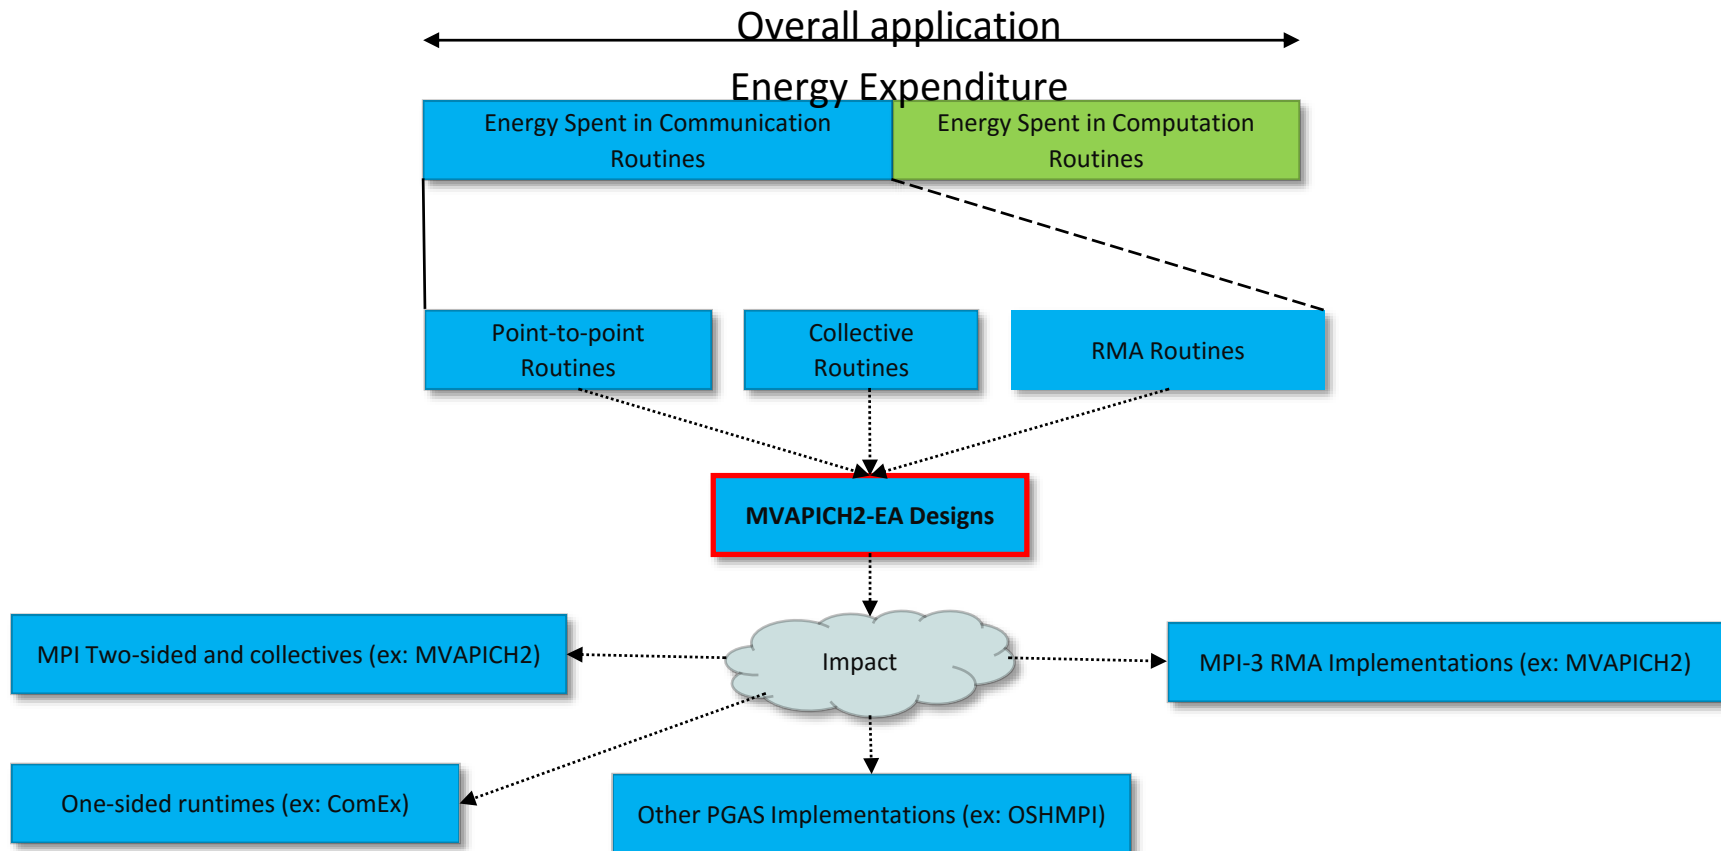 Overall application
Energy Expenditure
Energy Spent in Communication
Routines
Energy Spent in Computation
Routines
Point-to-point
Routines
Collective
Routines
RMA Routines
MVAPICH2-EA Designs
Impact
MPI Two-sided and collectives (ex: MVAPICH2)
MPI-3 RMA Implementations (ex: MVAPICH2)
One-sided runtimes (ex: ComEx)
Other PGAS Implementations (ex: OSHMPI)